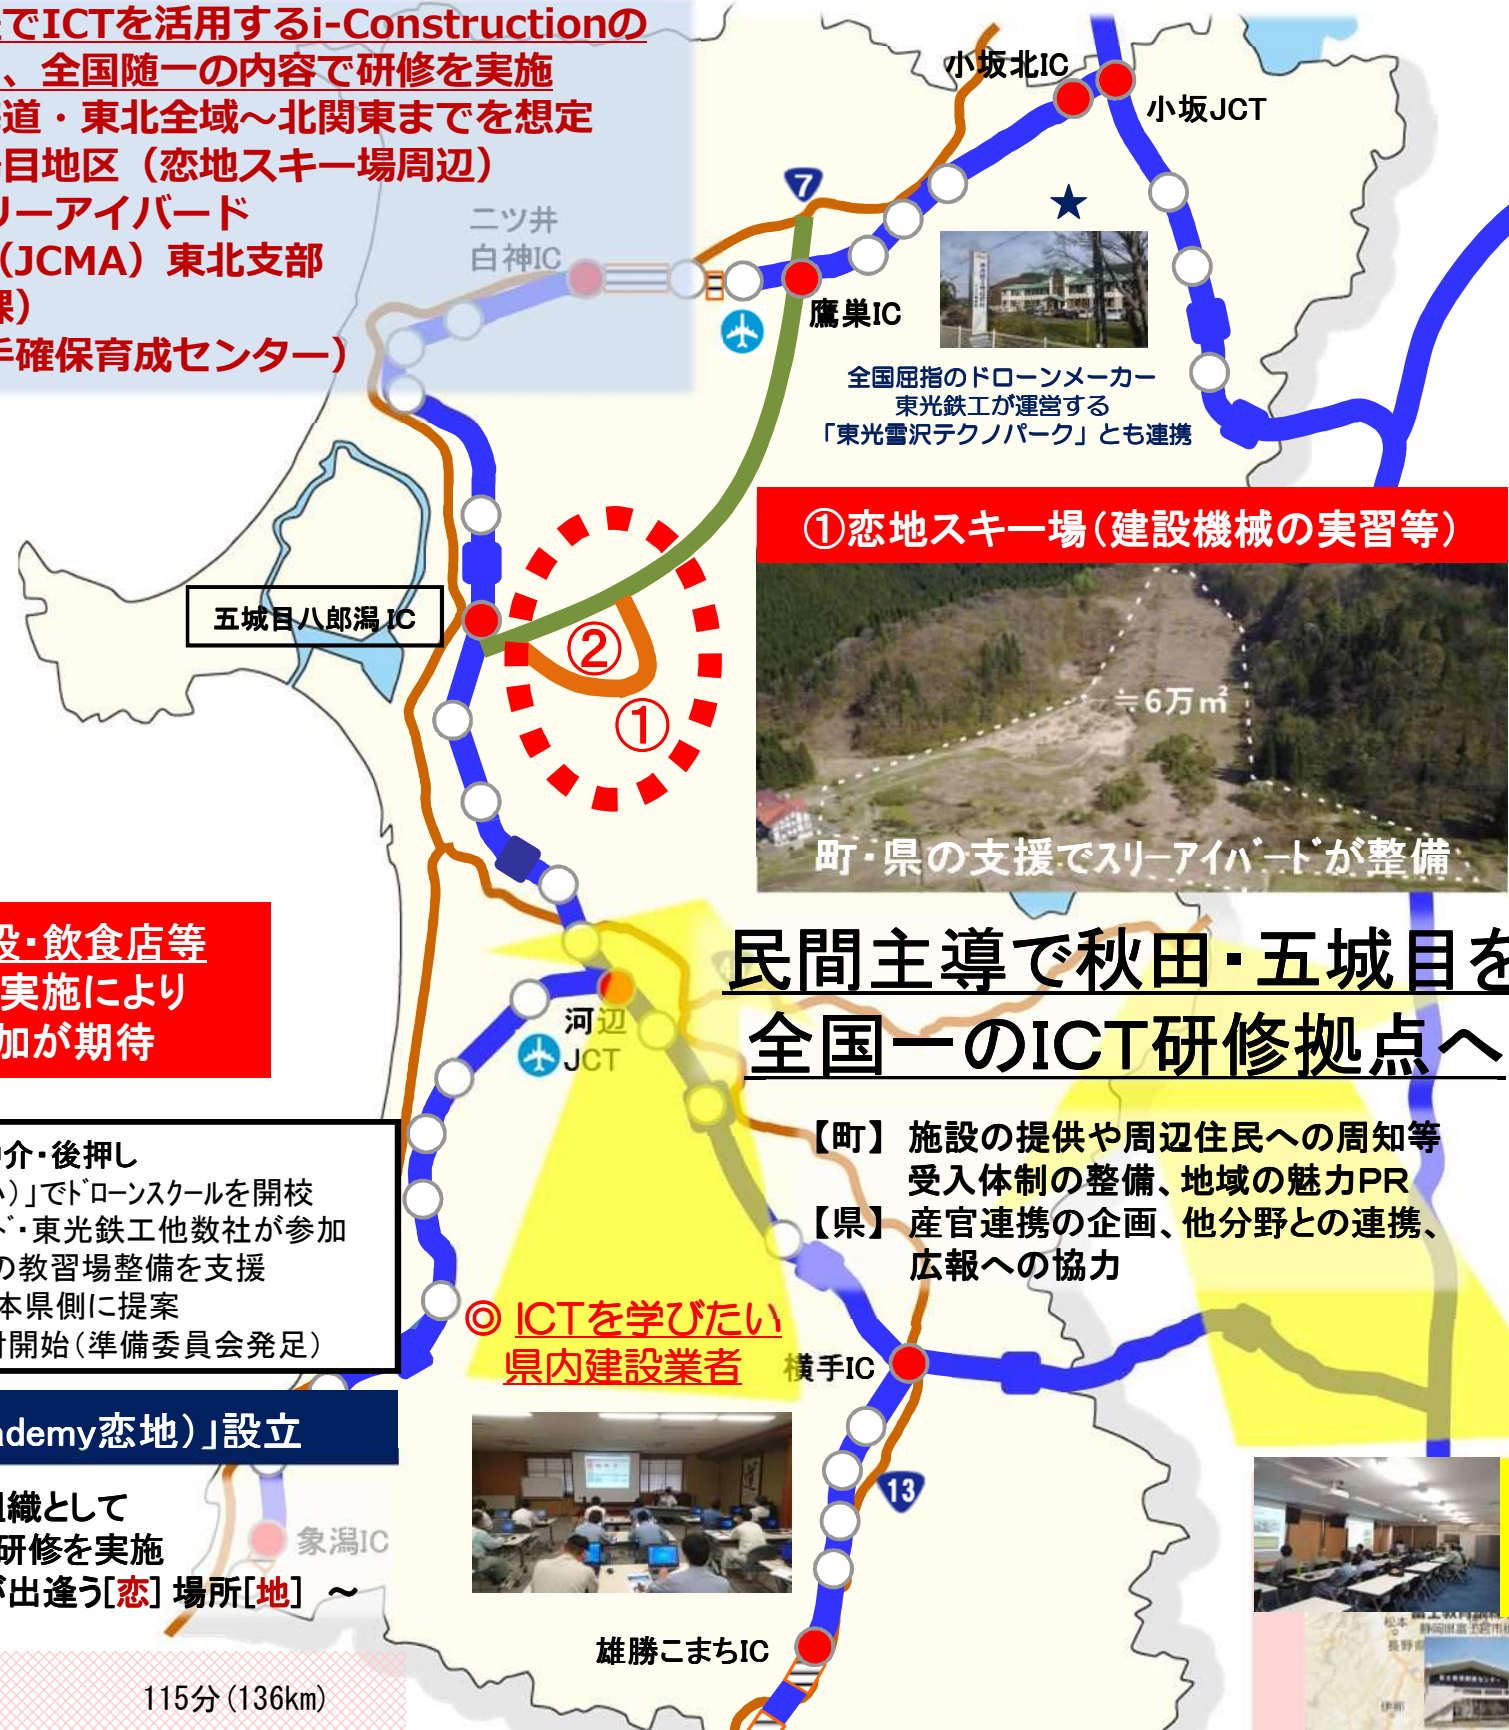 でICTを活用するi-Constructionの
、全国随一の内容で研修を実施
道・東北全域～北関東までを想定
目地区（恋地スキー場周辺）
リーアイバード
（JCMA）東北支部
課）
手確保育成センター）
二ツ井
白神IC
小坂北IC
小坂JCT
7
鷹巣IC
全国屈指のドローンメーカー
東光鉄工が運営する
「東光雪沢テクノパーク」とも連携
①恋地スキー場（建設機械の実習等）
≒6万㎡
町・県の支援でスリーアイバードが整備
五城目八郎潟IC
②
①
設・飲食店等
実施により
加が期待
民間主導で秋田・五城目を
全国一のICT研修拠点へ
河辺
JCT
【町】 施設の提供や周辺住民への周知等
受入体制の整備、地域の魅力PR
【県】 産官連携の企画、他分野との連携、
広報への協力
介・後押し
）」でドローンスクールを開校
・東光鉄工他数社が参加
の教習場整備を支援
本県側に提案
討開始（準備委員会発足）
◎ ICTを学びたい
県内建設業者
横手IC
ademy恋地）」設立
13
組織として
研修を実施
が出逢う[恋] 場所[地] ～
象潟IC
雄勝こまちIC
115分(136km)
松本
静岡県富士宮市
長野
伊那